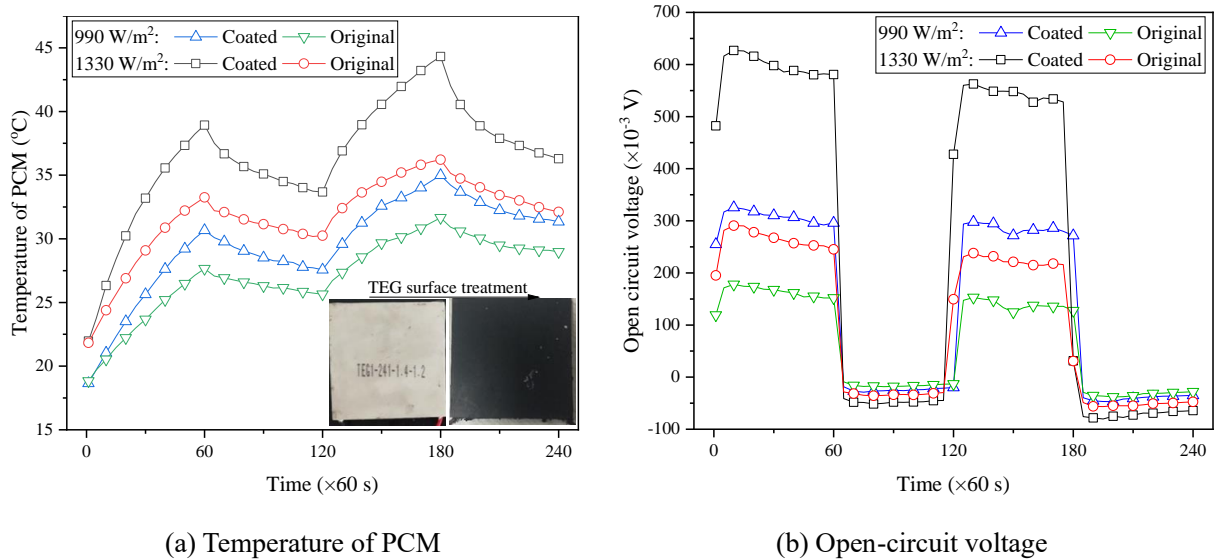 990 W/m²: Coated Original
1330 W/m²: Coated Original
45
40
35
30
25
20
15
Temperature of PCM (°C)
TEG surface treatment
TEG1-241-1.4-1.2
0 60 120 180 240
Time (×60 s)
(a) Temperature of PCM
990 W/m²: Coated Original
1330 W/m²: Coated Original
700
600
500
400
300
200
100
0
-100
Open circuit voltage (×10⁻³ V)
0 60 120 180 240
Time (×60 s)
(b) Open-circuit voltage